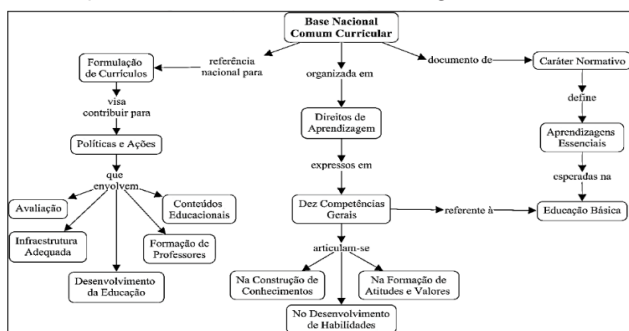 Base Nacional
Comum Curricular
Formulação
de Currículos
referência
nacional para
organizada em
documento de
Caráter Normativo
visa
contribuir para
Direitos de
Aprendizagem
define
Políticas e Ações
Aprendizagens
Essenciais
que
envolvem
expressos em
esperadas na
Avaliação
Conteúdos
Educacionais
Dez Competências
Gerais
referente à
Educação Básica
Infraestrutura
Adequada
Formação de
Professores
articulam-se
Desenvolvimento
da Educação
Na Construção de
Conhecimentos
Na Formação de
Atitudes e Valores
No Desenvolvimento
de Habilidades